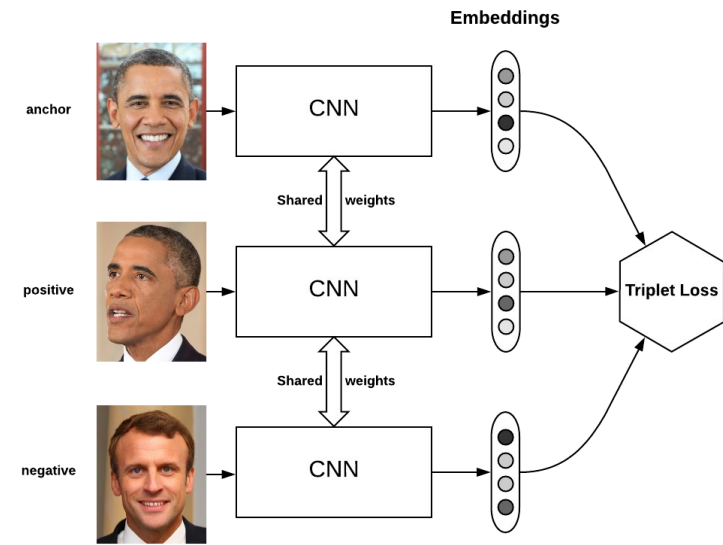 Embeddings
anchor
CNN
Shared weights
positive
CNN
Triplet Loss
Shared weights
negative
CNN